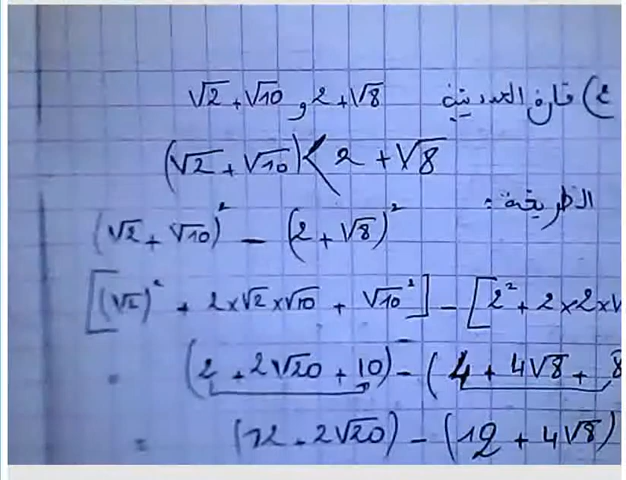 2) قارن العددين √2 + √10 و 2 + √8
(√2 + √10) < 2 + √8
الطريقة :
(√2 + √10)² − (2 + √8)²
[(√2)² + 2×√2×√10 + √10²] − [2² + 2×2×√
= (2 + 2√20 + 10) − (4 + 4√8 + 8
= (12 + 2√20) − (12 + 4√8)